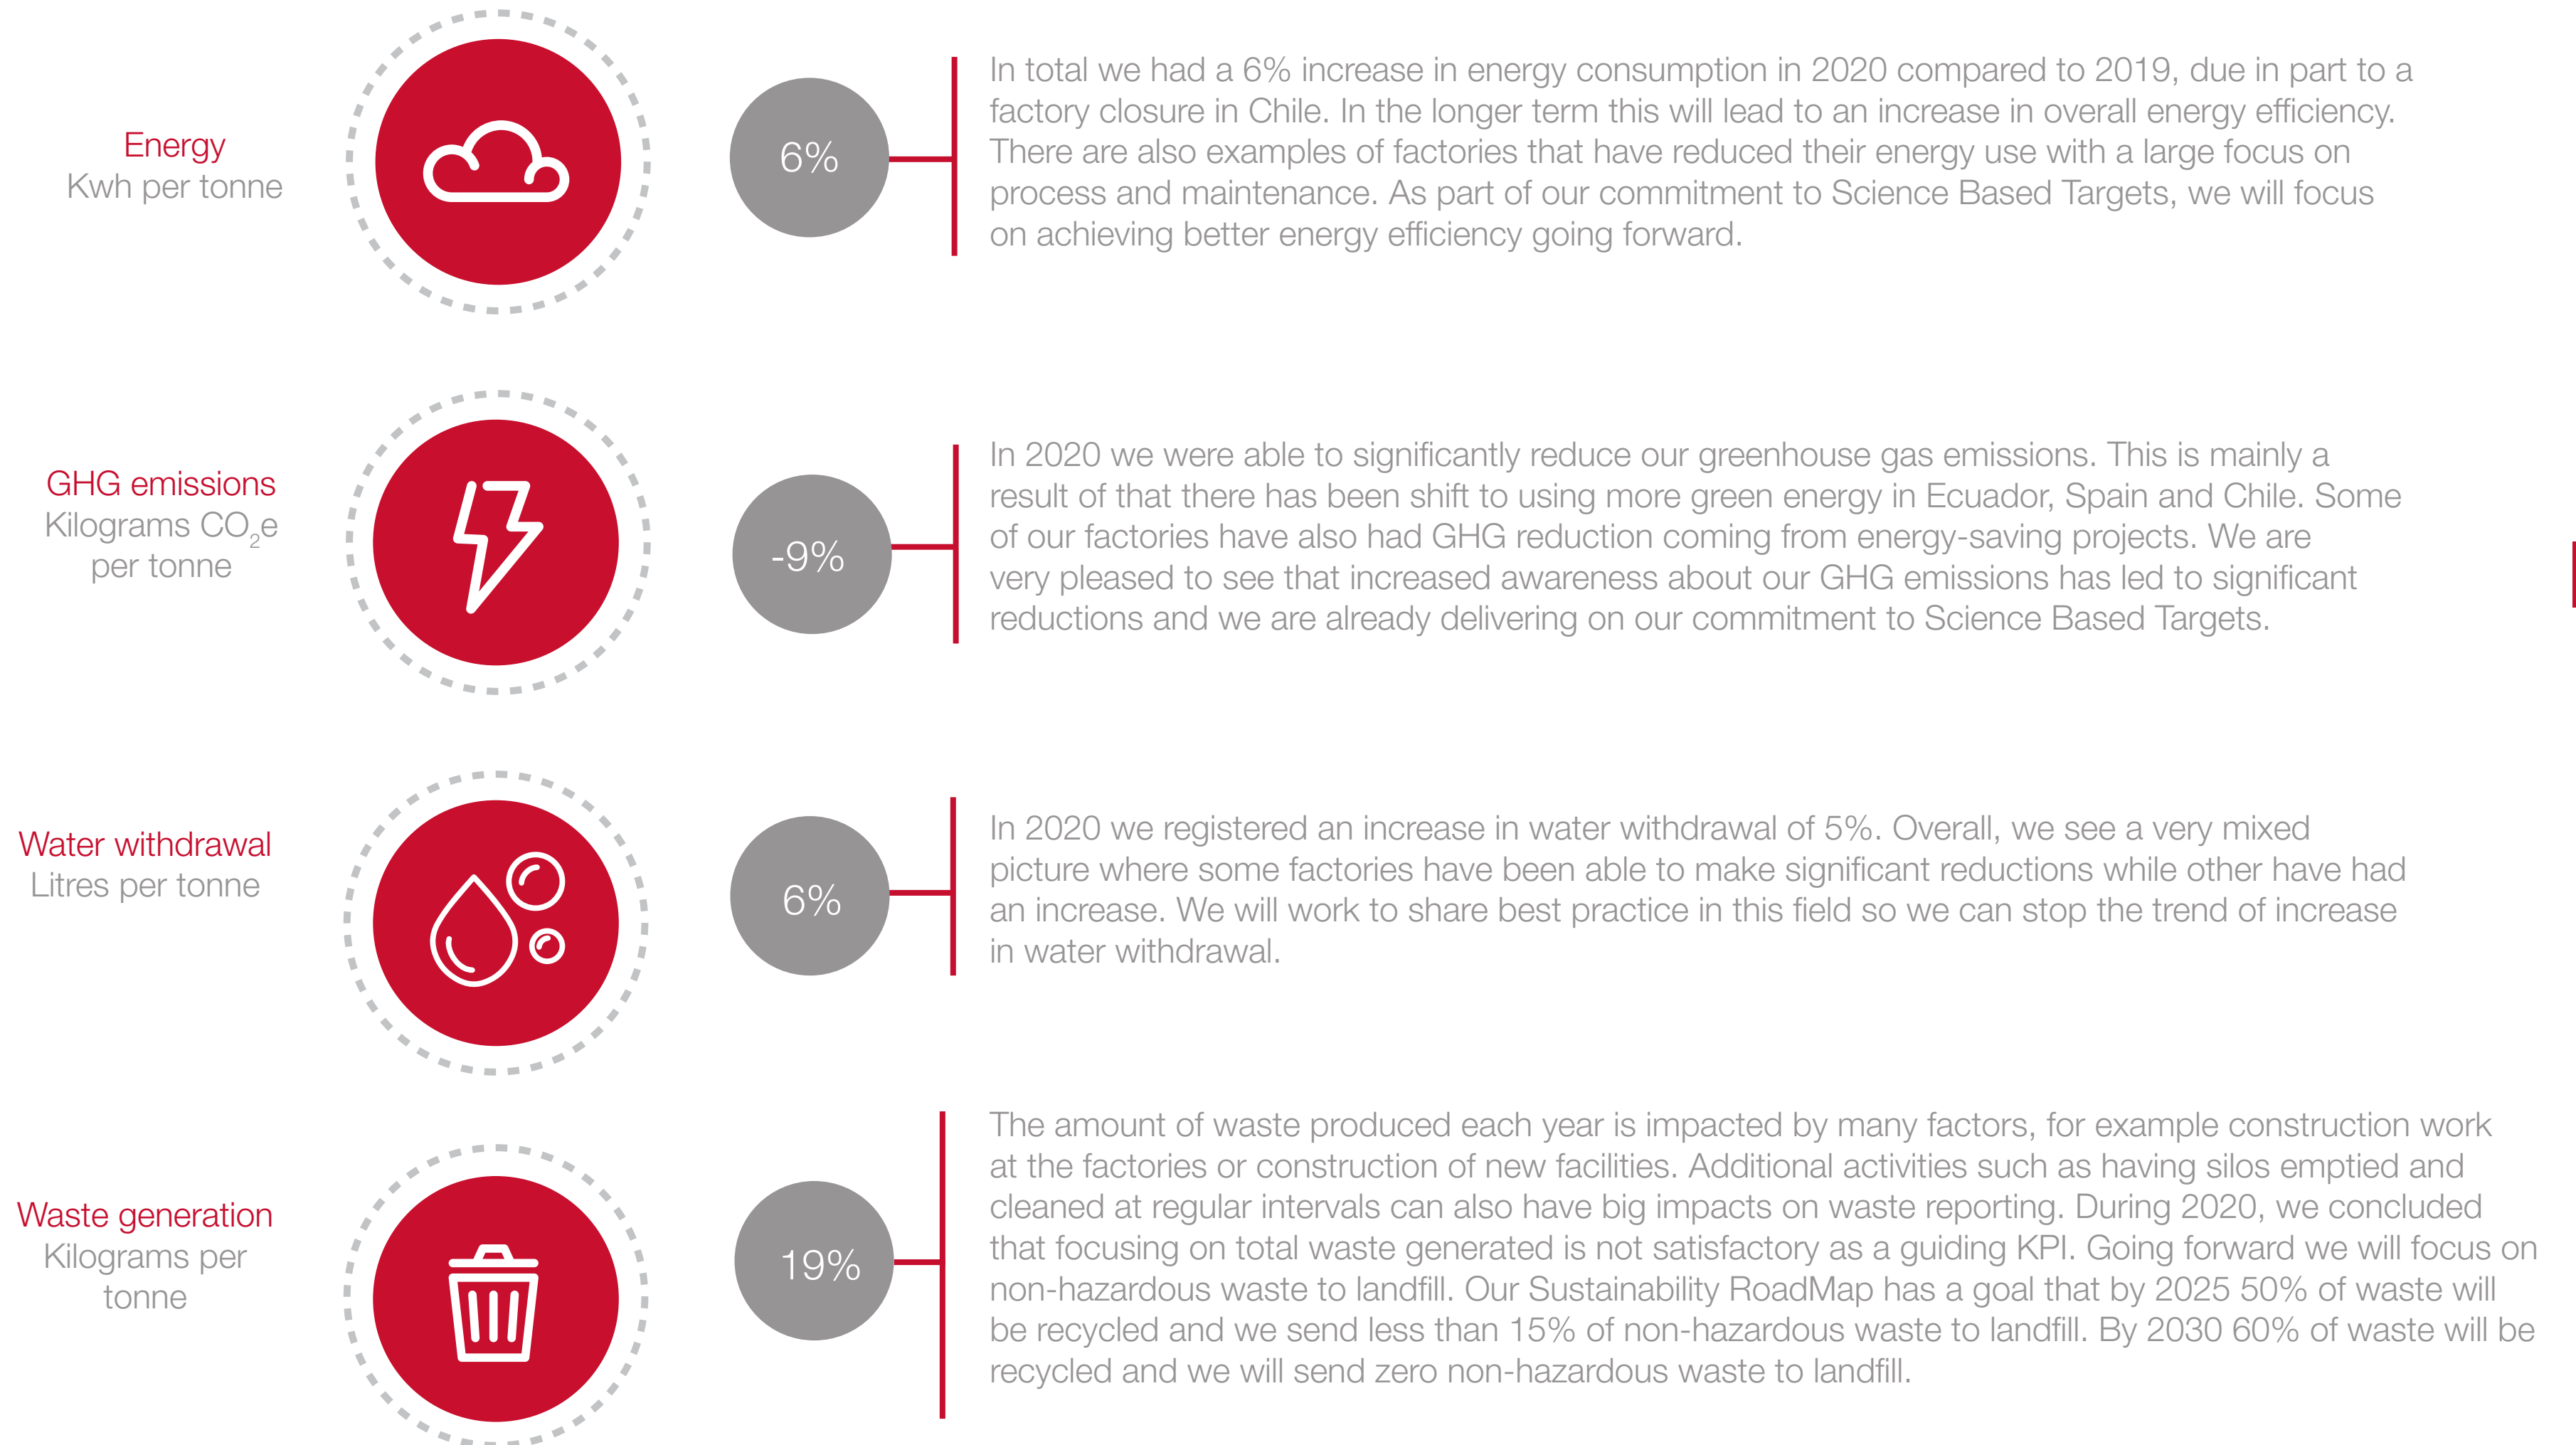 Energy
Kwh per tonne
6%
In total we had a 6% increase in energy consumption in 2020 compared to 2019, due in part to a
factory closure in Chile. In the longer term this will lead to an increase in overall energy efficiency.
There are also examples of factories that have reduced their energy use with a large focus on
process and maintenance. As part of our commitment to Science Based Targets, we will focus
on achieving better energy efficiency going forward.
GHG emissions
Kilograms CO₂e
per tonne
-9%
In 2020 we were able to significantly reduce our greenhouse gas emissions. This is mainly a
result of that there has been shift to using more green energy in Ecuador, Spain and Chile. Some
of our factories have also had GHG reduction coming from energy-saving projects. We are
very pleased to see that increased awareness about our GHG emissions has led to significant
reductions and we are already delivering on our commitment to Science Based Targets.
Water withdrawal
Litres per tonne
6%
In 2020 we registered an increase in water withdrawal of 5%. Overall, we see a very mixed
picture where some factories have been able to make significant reductions while other have had
an increase. We will work to share best practice in this field so we can stop the trend of increase
in water withdrawal.
Waste generation
Kilograms per
tonne
19%
The amount of waste produced each year is impacted by many factors, for example construction work
at the factories or construction of new facilities. Additional activities such as having silos emptied and
cleaned at regular intervals can also have big impacts on waste reporting. During 2020, we concluded
that focusing on total waste generated is not satisfactory as a guiding KPI. Going forward we will focus on
non-hazardous waste to landfill. Our Sustainability RoadMap has a goal that by 2025 50% of waste will
be recycled and we send less than 15% of non-hazardous waste to landfill. By 2030 60% of waste will be
recycled and we will send zero non-hazardous waste to landfill.